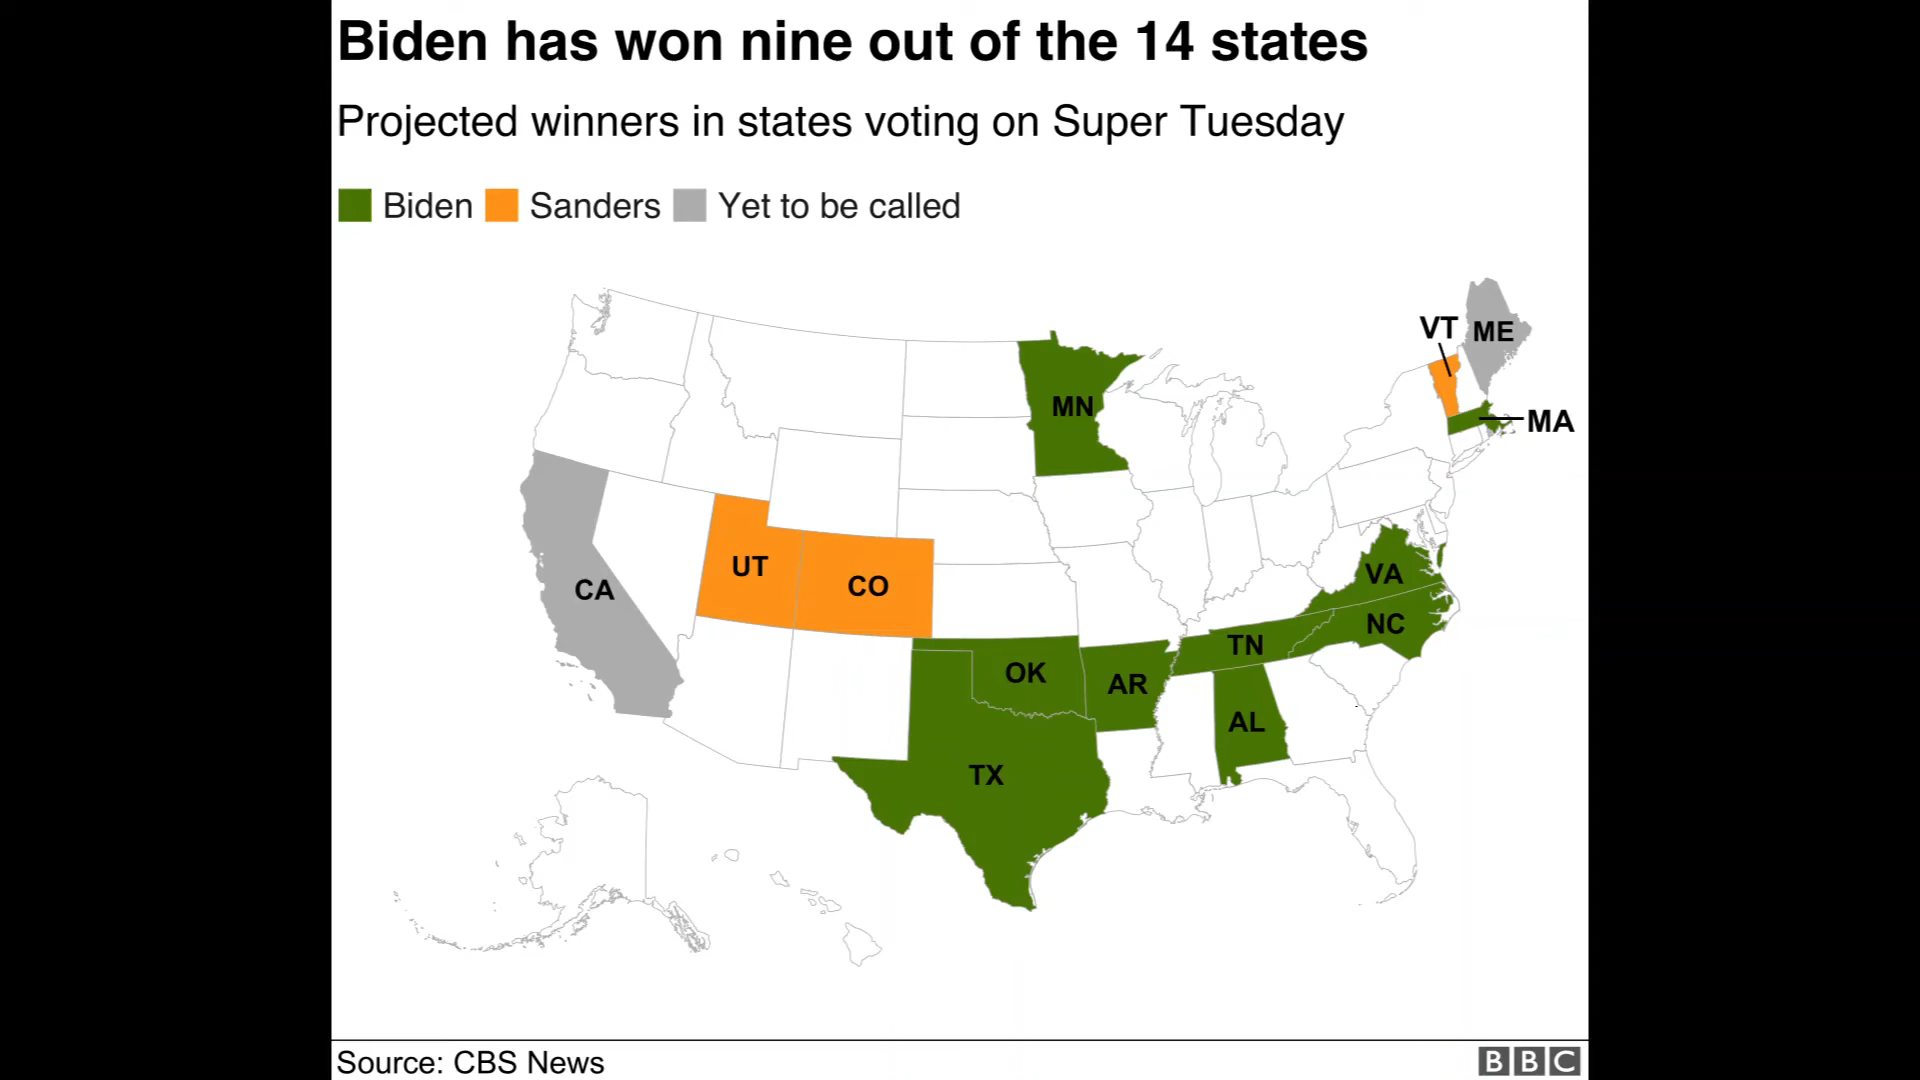 Biden has won nine out of the 14 states
Projected winners in states voting on Super Tuesday
Biden Sanders Yet to be called
VT ME
MN
MA
UT
CO
CA
VA
NC
TN
OK
AR
AL
TX
Source: CBS News
BBC